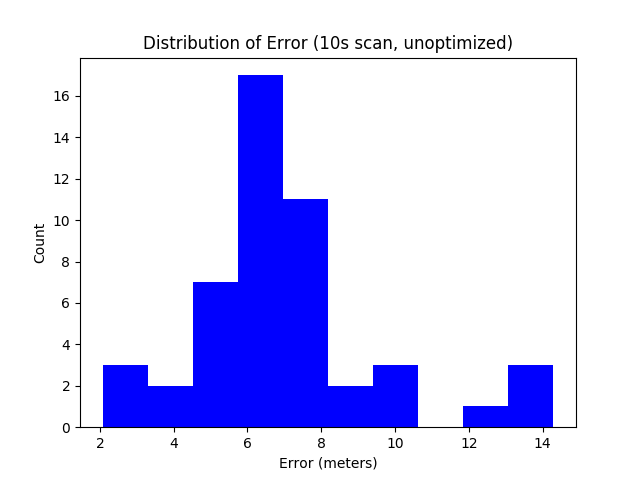 Distribution of Error (10s scan, unoptimized)
16
14
12
10
8
6
4
2
0
Count
2 4 6 8 10 12 14
Error (meters)